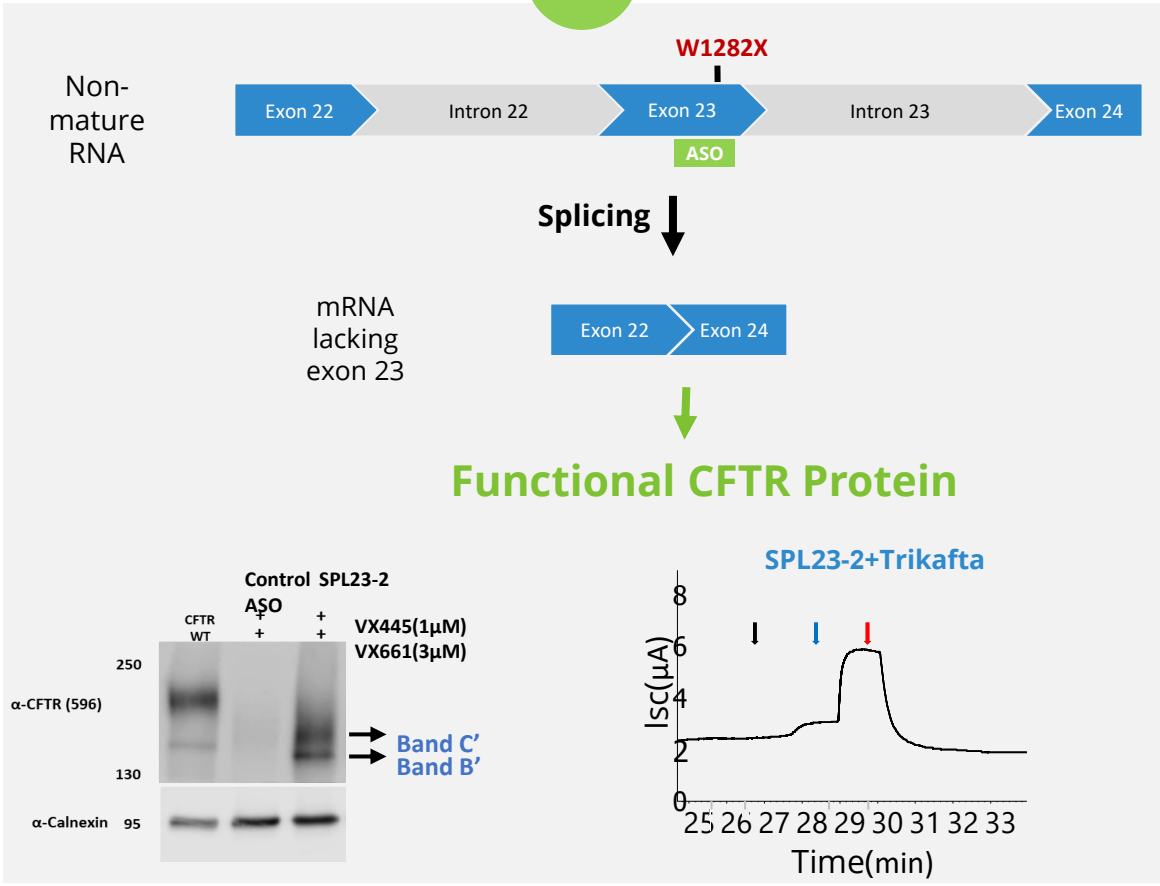 W1282X
Non-
mature
RNA
Exon 22
Intron 22
Exon 23
Intron 23
Exon 24
ASO
Splicing
mRNA
lacking
exon 23
Exon 22
Exon 24
Functional CFTR Protein
Control SPL23-2
ASO
CFTR
WT
+ +
+ +
VX445(1µM)
VX661(3µM)
250
α-CFTR (596)
130
Band C’
Band B’
α-Calnexin 95
SPL23-2+Trikafta
Isc(µA)
8
6
4
2
0
25 26 27 28 29 30 31 32 33
Time(min)